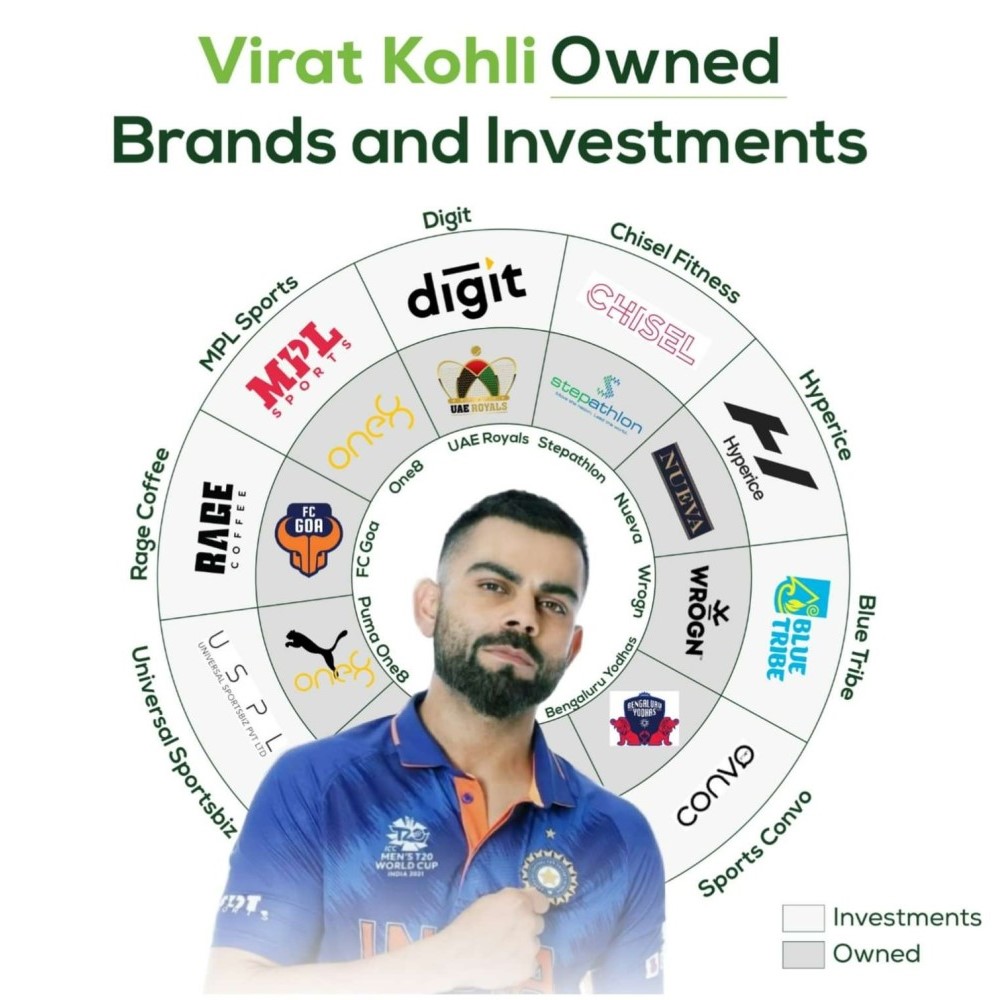 Virat Kohli Owned
Brands and Investments
Digit
Chisel Fitness
Hyperice
Blue Tribe
Sports Convo
Universal Sportsbiz
Rage Coffee
MPL Sports
digit
CHISEL
Hyperice
BLUE
TRIBE
CONVO
U S P L
UNIVERSAL SPORTSBIZ PVT LTD
RAGE
COFFEE
MPL
SPORTS
UAE ROYALS
stepathlon
NUEVA
WROGN
BENGALURU
YODHAS
one8
FC
GOA
one8
UAE Royals
Stepathlon
Nueva
Wrogn
Bengaluru Yodhas
Puma One8
FC Goa
One8
T20
ICC
MEN'S T20
WORLD CUP
INDIA 2021
Investments
Owned